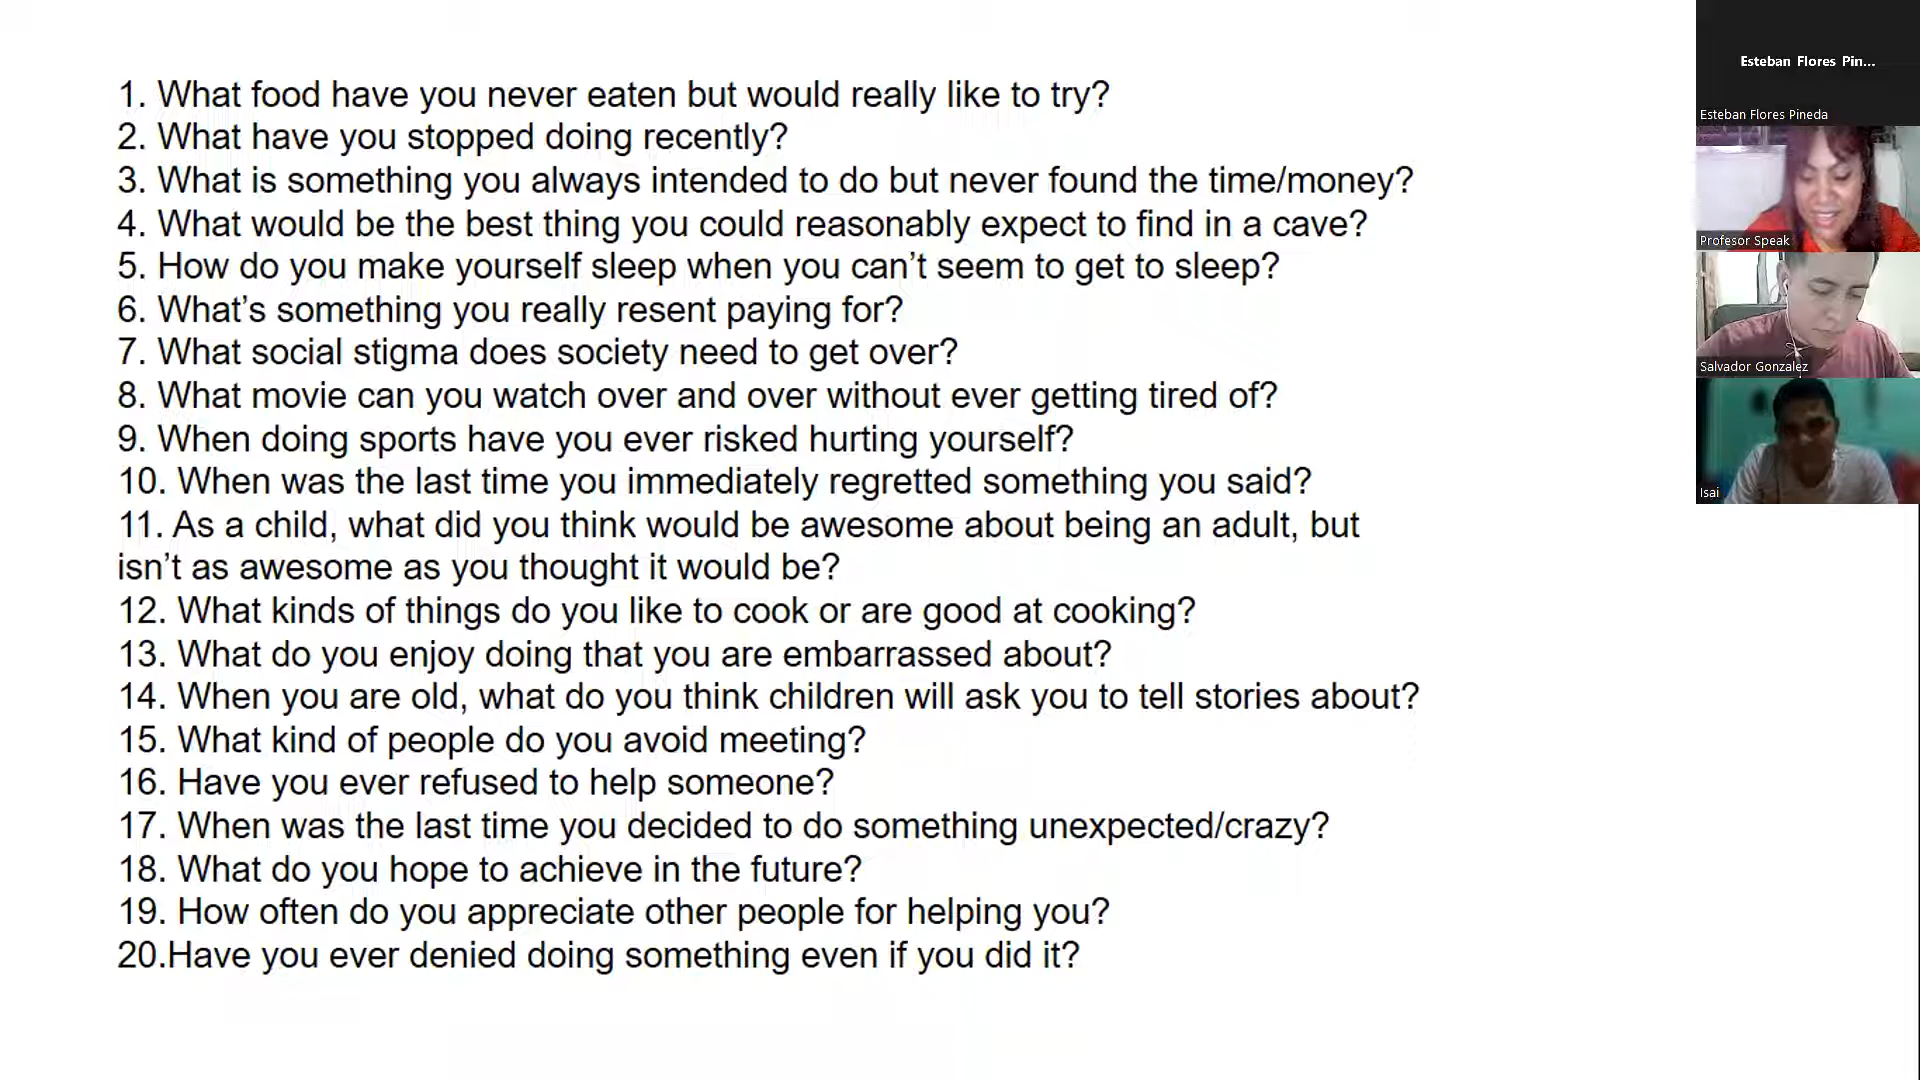 1. What food have you never eaten but would really like to try?
2. What have you stopped doing recently?
3. What is something you always intended to do but never found the time/money?
4. What would be the best thing you could reasonably expect to find in a cave?
5. How do you make yourself sleep when you can’t seem to get to sleep?
6. What’s something you really resent paying for?
7. What social stigma does society need to get over?
8. What movie can you watch over and over without ever getting tired of?
9. When doing sports have you ever risked hurting yourself?
10. When was the last time you immediately regretted something you said?
11. As a child, what did you think would be awesome about being an adult, but
isn’t as awesome as you thought it would be?
12. What kinds of things do you like to cook or are good at cooking?
13. What do you enjoy doing that you are embarrassed about?
14. When you are old, what do you think children will ask you to tell stories about?
15. What kind of people do you avoid meeting?
16. Have you ever refused to help someone?
17. When was the last time you decided to do something unexpected/crazy?
18. What do you hope to achieve in the future?
19. How often do you appreciate other people for helping you?
20.Have you ever denied doing something even if you did it?
Esteban Flores Pin...
Esteban Flores Pineda
Profesor Speak
Salvador Gonzalez
Isai